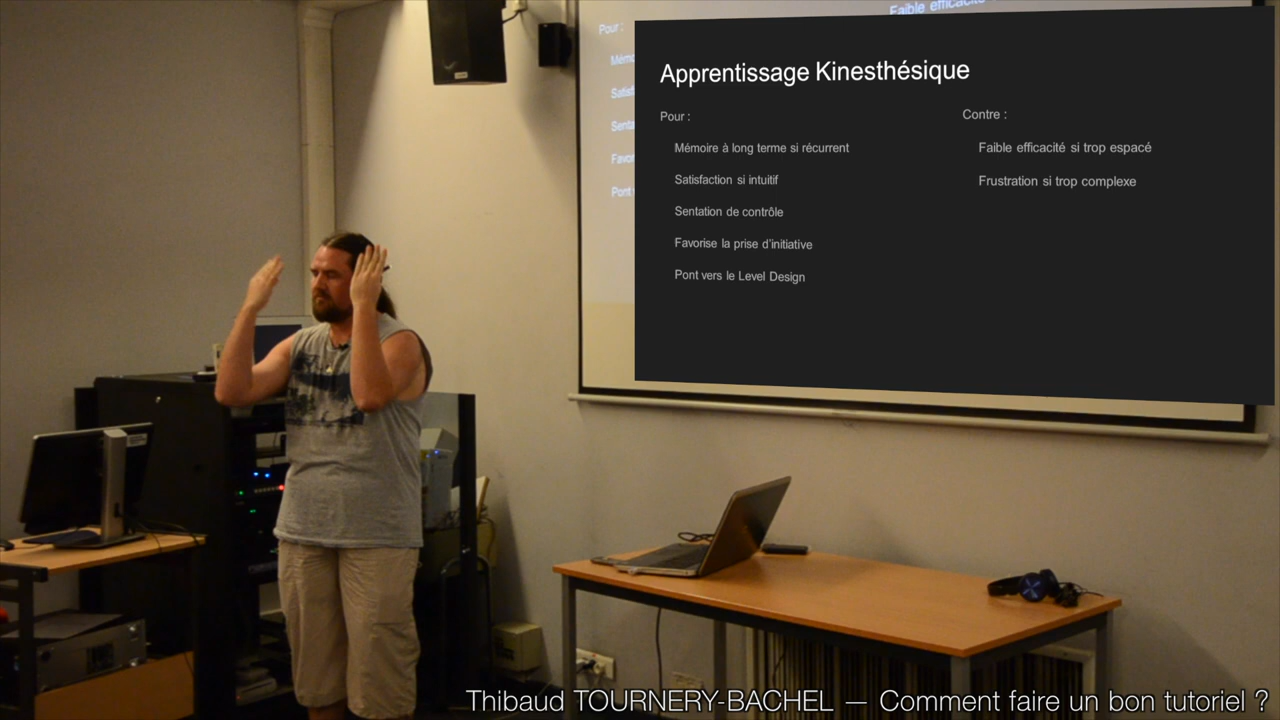 Faible efficacité
Pour :
Apprentissage Kinesthésique
Pour :
Contre :
Mémoire à long terme si récurrent
Faible efficacité si trop espacé
Satisfaction si intuitif
Frustration si trop complexe
Sentation de contrôle
Favorise la prise d'initiative
Pont vers le Level Design
Thibaud TOURNERY-BACHEL — Comment faire un bon tutoriel ?